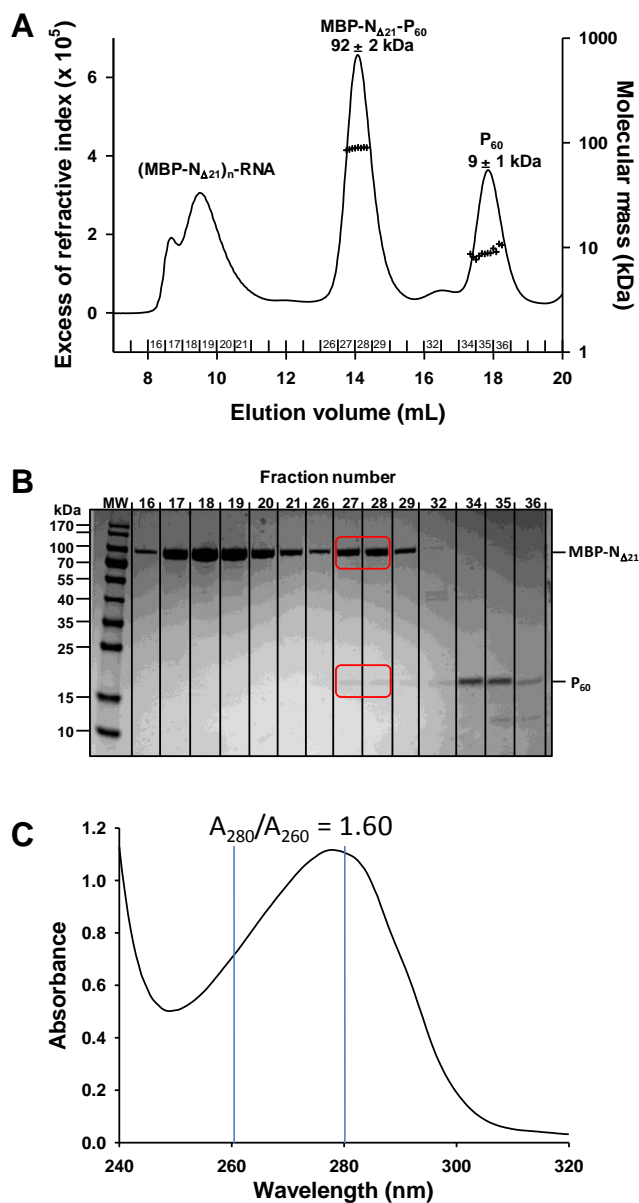 A
MBP-N∆21-P60
92 ± 2 kDa
P60
9 ± 1 kDa
(MBP-N∆21)n-RNA
Excess of refractive index (x 10⁵)
6
4
2
0
1000
100
10
1
Molecular mass (kDa)
16 17 18 19 20 21 26 27 28 29 32 34 35 36
8 10 12 14 16 18 20
Elution volume (mL)
B
Fraction number
kDa MW 16 17 18 19 20 21 26 27 28 29 32 34 35 36
170
100
70
55
40
35
25
15
10
MBP-N∆21
P60
C
A280/A260 = 1.60
1.2
1.0
0.8
0.6
0.4
0.2
0.0
Absorbance
240 260 280 300 320
Wavelength (nm)